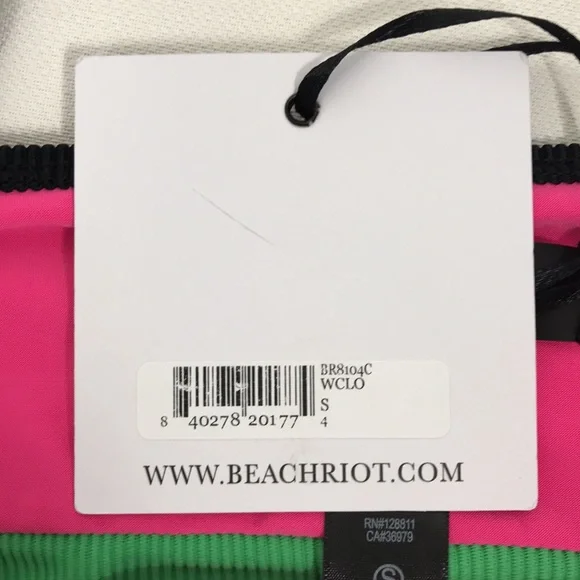 BR8104C
WCLO
S
8 40278 20177 4
WWW.BEACHRIOT.COM
RN#128811
CA#36979
S